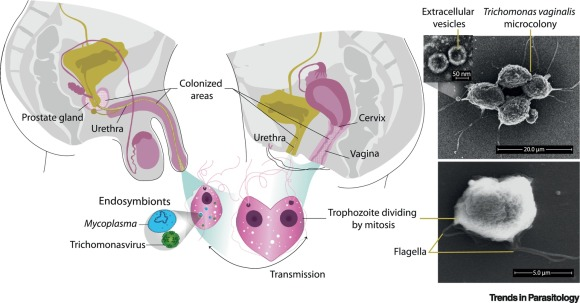 Extracellular
vesicles
Trichomonas vaginalis
microcolony
50 nm
20.0 μm
Colonized
areas
Prostate gland
Urethra
Urethra
Cervix
Vagina
Endosymbionts
Mycoplasma
Trichomonasvirus
Trophozoite dividing
by mitosis
Flagella
Transmission
5.0 μm
Trends in Parasitology